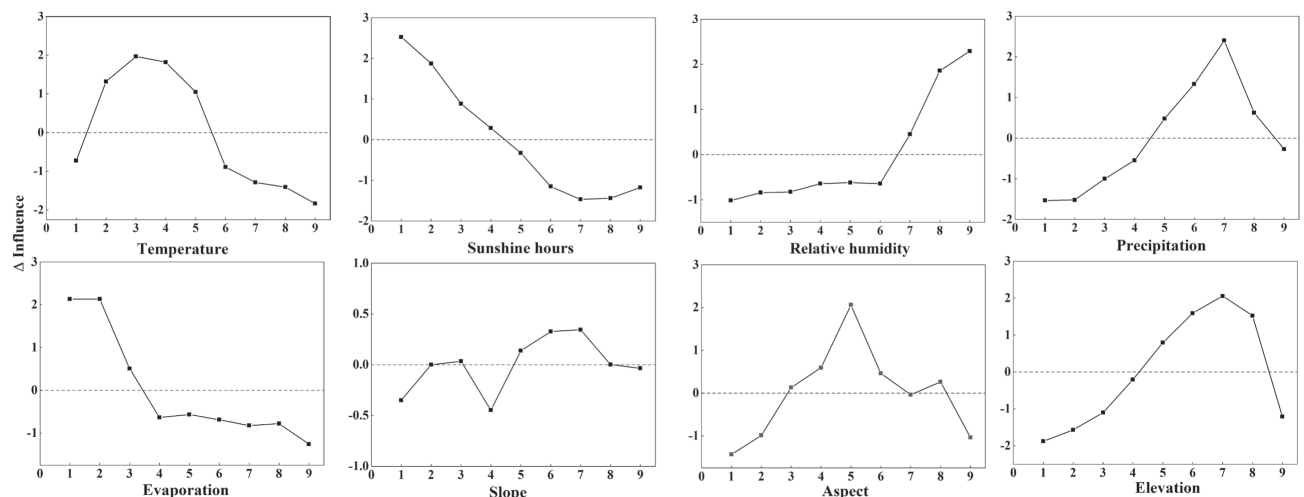 Δ Influence
3
2
1
0
-1
-2
0 1 2 3 4 5 6 7 8 9
Temperature
3
2
1
0
-1
-2
0 1 2 3 4 5 6 7 8 9
Sunshine hours
3
2
1
0
-1
0 1 2 3 4 5 6 7 8 9
Relative humidity
3
2
1
0
-1
-2
0 1 2 3 4 5 6 7 8 9
Precipitation
3
2
1
0
-1
0 1 2 3 4 5 6 7 8 9
Evaporation
1.0
0.5
0.0
-0.5
-1.0
0 1 2 3 4 5 6 7 8 9
Slope
3
2
1
0
-1
0 1 2 3 4 5 6 7 8 9
Aspect
3
2
1
0
-1
-2
0 1 2 3 4 5 6 7 8 9
Elevation